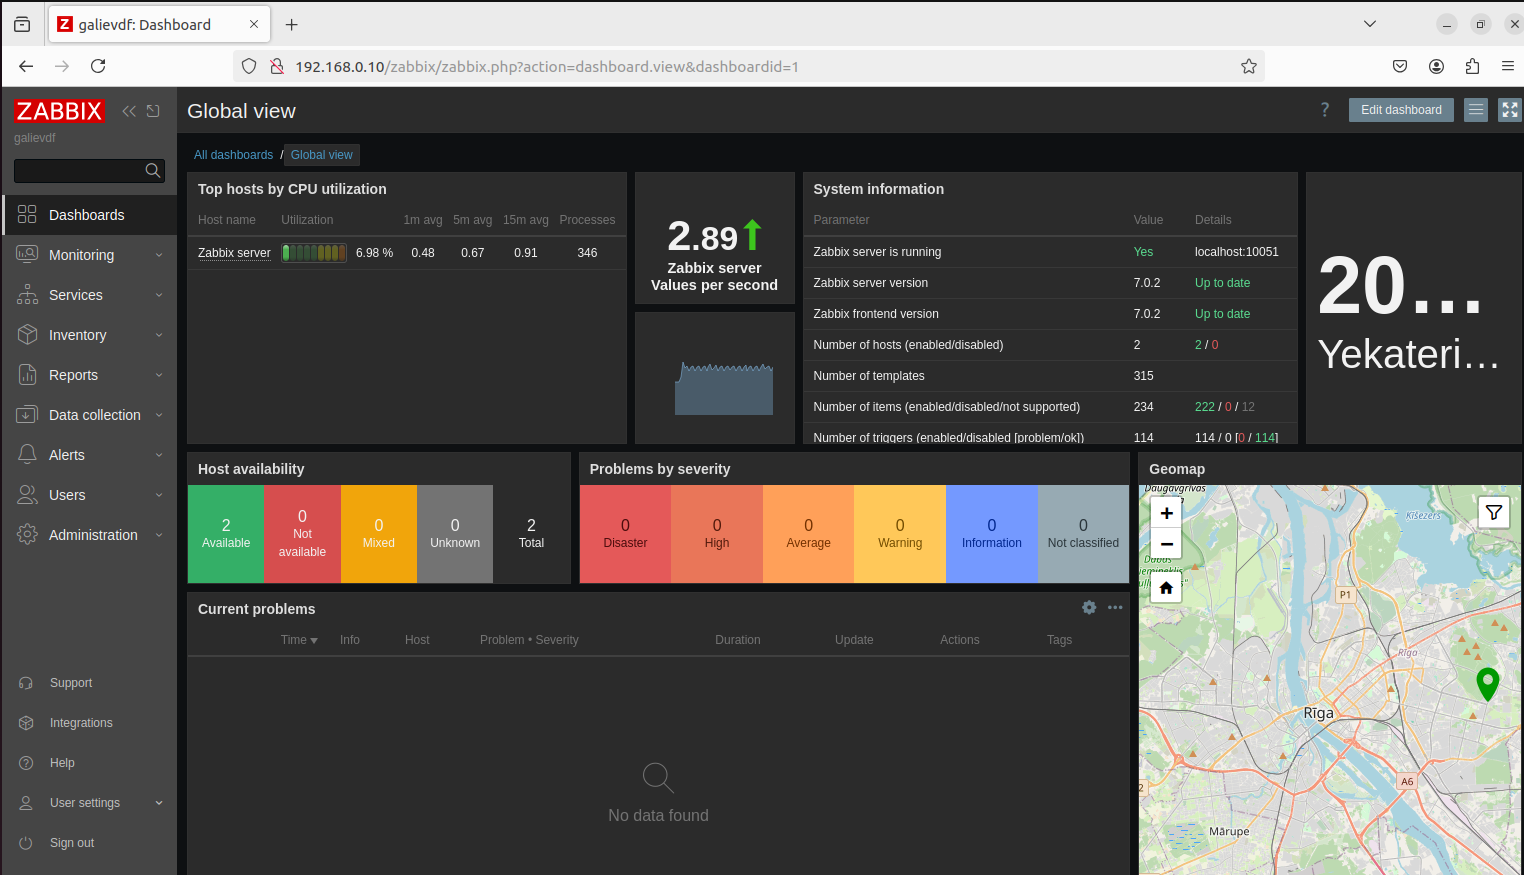 galievdf: Dashboard
192.168.0.10/zabbix/zabbix.php?action=dashboard.view&dashboardid=1
ZABBIX
galievdf
Dashboards
Monitoring
Services
Inventory
Reports
Data collection
Alerts
Users
Administration
Support
Integrations
Help
User settings
Sign out
Global view
? Edit dashboard
All dashboards / Global view
Top hosts by CPU utilization
Host name Utilization 1m avg 5m avg 15m avg Processes
Zabbix server 6.98 % 0.48 0.67 0.91 346
2.89
Zabbix server
Values per second
System information
Parameter Value Details
Zabbix server is running Yes localhost:10051
Zabbix server version 7.0.2 Up to date
Zabbix frontend version 7.0.2 Up to date
Number of hosts (enabled/disabled) 2 2 / 0
Number of templates 315
Number of items (enabled/disabled/not supported) 234 222 / 0 / 12
Number of triggers (enabled/disabled [problem/ok]) 114 114 / 0 [0 / 114]
20...
Yekateri...
Host availability
2 Available
0 Not available
0 Mixed
0 Unknown
2 Total
Problems by severity
0 Disaster
0 High
0 Average
0 Warning
0 Information
0 Not classified
Current problems
Time Info Host Problem • Severity Duration Update Actions Tags
No data found
Geomap
Daugavgrīvas
Ķīšezers
+
−
P1
Rīga
Rīga
A6
2
Mārupe